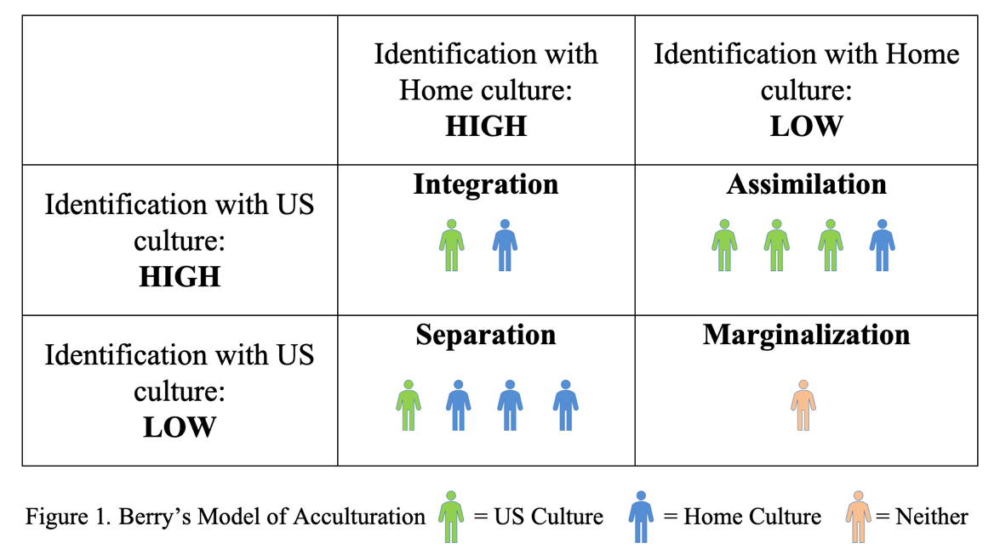 Identification with
Home culture:
HIGH
Identification with Home
culture:
LOW
Identification with US
culture:
HIGH
Integration
Assimilation
Identification with US
culture:
LOW
Separation
Marginalization
Figure 1. Berry’s Model of Acculturation = US Culture = Home Culture = Neither